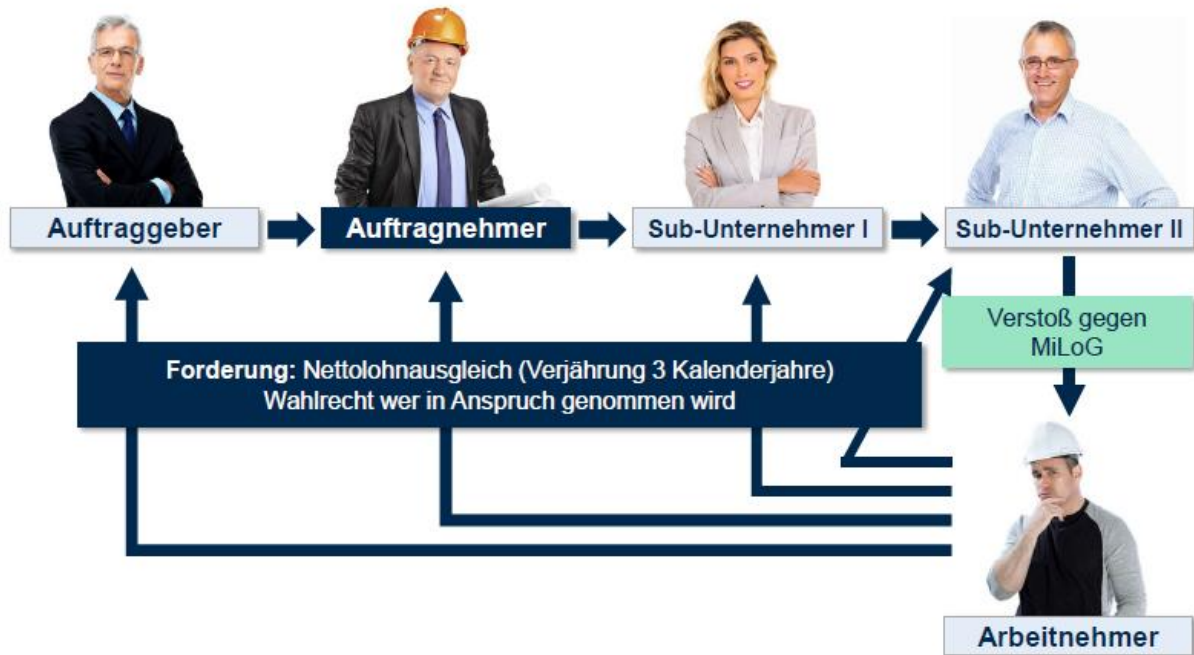 Auftraggeber
Auftragnehmer
Sub-Unternehmer I
Sub-Unternehmer II
Verstoß gegen
MiLoG
Forderung: Nettolohnausgleich (Verjährung 3 Kalenderjahre)
Wahlrecht wer in Anspruch genommen wird
Arbeitnehmer